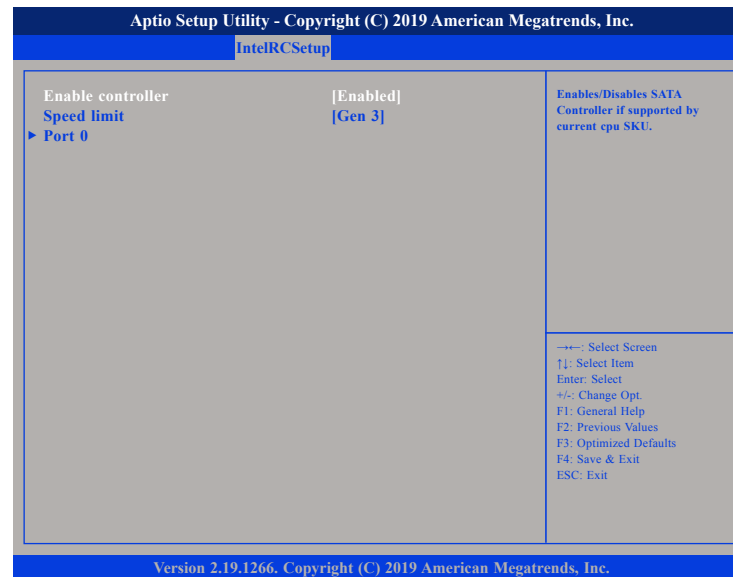 Aptio Setup Utility - Copyright (C) 2019 American Megatrends, Inc.
IntelRCSetup
Enable controller [Enabled]
Speed limit [Gen 3]
► Port 0
Enables/Disables SATA
Controller if supported by
current cpu SKU.
→←: Select Screen
↑↓: Select Item
Enter: Select
+/-: Change Opt.
F1: General Help
F2: Previous Values
F3: Optimized Defaults
F4: Save & Exit
ESC: Exit
Version 2.19.1266. Copyright (C) 2019 American Megatrends, Inc.